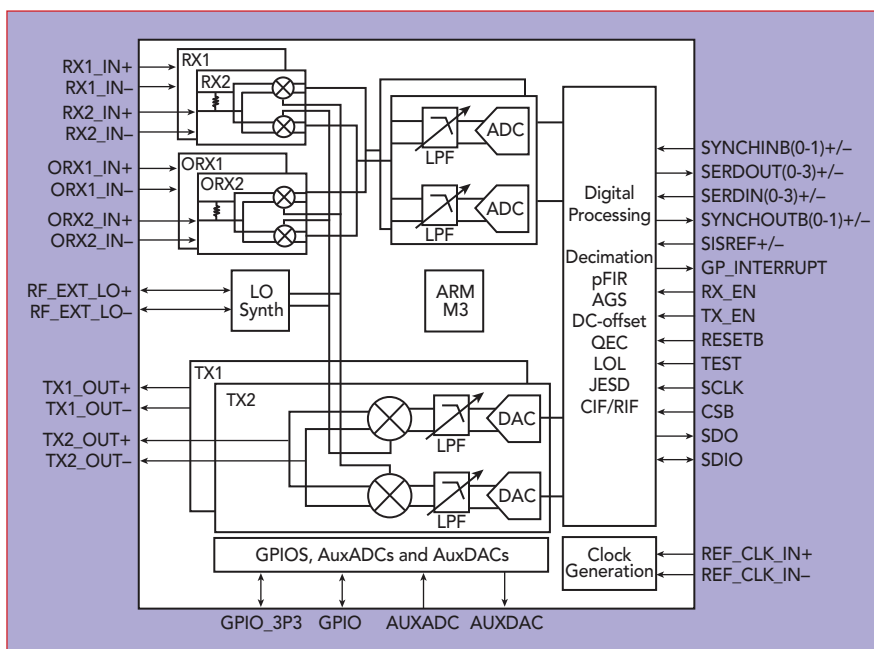 RX1_IN+
RX1_IN–
RX2_IN+
RX2_IN–
ORX1_IN+
ORX1_IN–
ORX2_IN+
ORX2_IN–
RF_EXT_LO+
RF_EXT_LO–
TX1_OUT+
TX1_OUT–
TX2_OUT+
TX2_OUT–
RX1
RX2
ORX1
ORX2
LO
Synth
TX1
TX2
LPF
ADC
LPF
ADC
ARM
M3
LPF
DAC
LPF
DAC
Digital
Processing
Decimation
pFIR
AGS
DC-offset
QEC
LOL
JESD
CIF/RIF
GPIOS, AuxADCs and AuxDACs
Clock
Generation
SYNCHINB(0-1)+/–
SERDOUT(0-3)+/–
SERDIN(0-3)+/–
SYNCHOUTB(0-1)+/–
SISREF+/–
GP_INTERRUPT
RX_EN
TX_EN
RESETB
TEST
SCLK
CSB
SDO
SDIO
REF_CLK_IN+
REF_CLK_IN–
GPIO_3P3
GPIO
AUXADC
AUXDAC